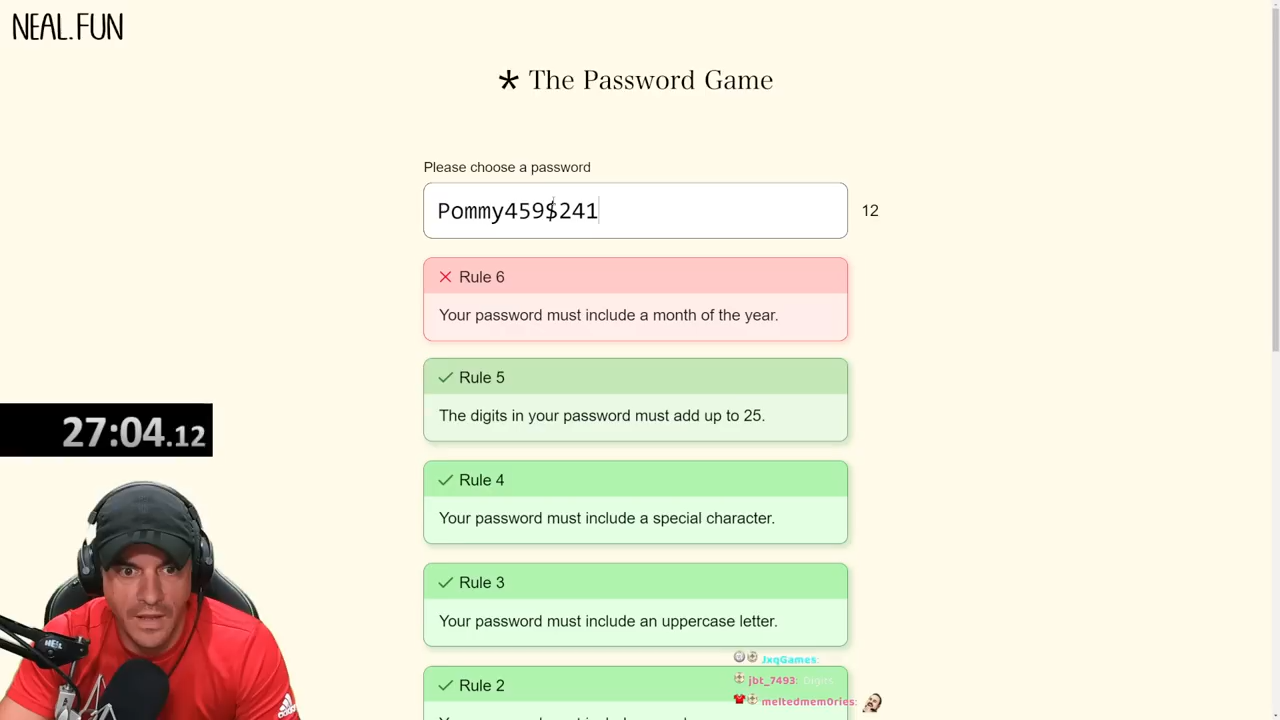 NEAL.FUN
* The Password Game
Please choose a password
Pommy459$241
12
Rule 6
Your password must include a month of the year.
Rule 5
The digits in your password must add up to 25.
27:04.12
Rule 4
Your password must include a special character.
Rule 3
Your password must include an uppercase letter.
JxqGames:
Rule 2
jbt_7493: Digits
meltedmem0ries: